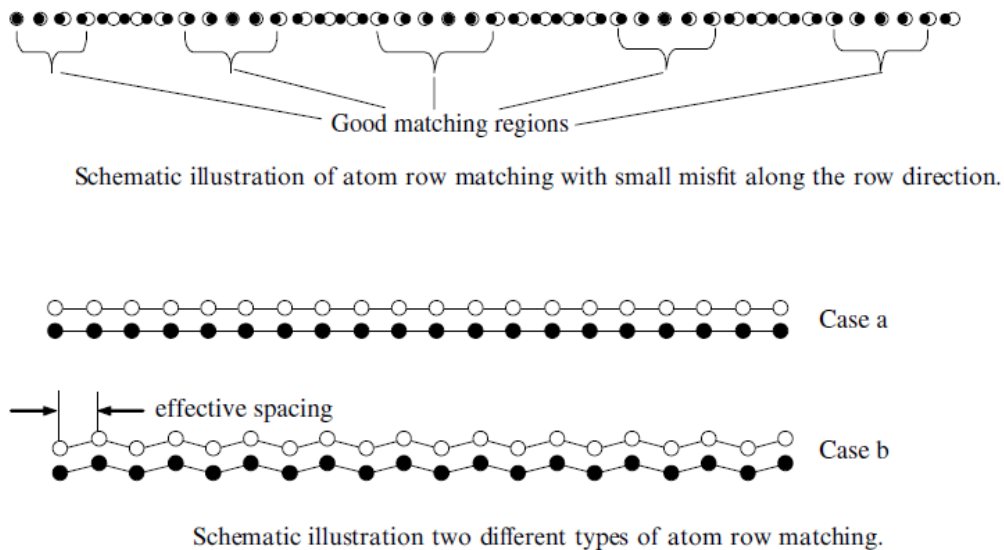 Good matching regions
Schematic illustration of atom row matching with small misfit along the row direction.
Case a
effective spacing
Case b
Schematic illustration two different types of atom row matching.